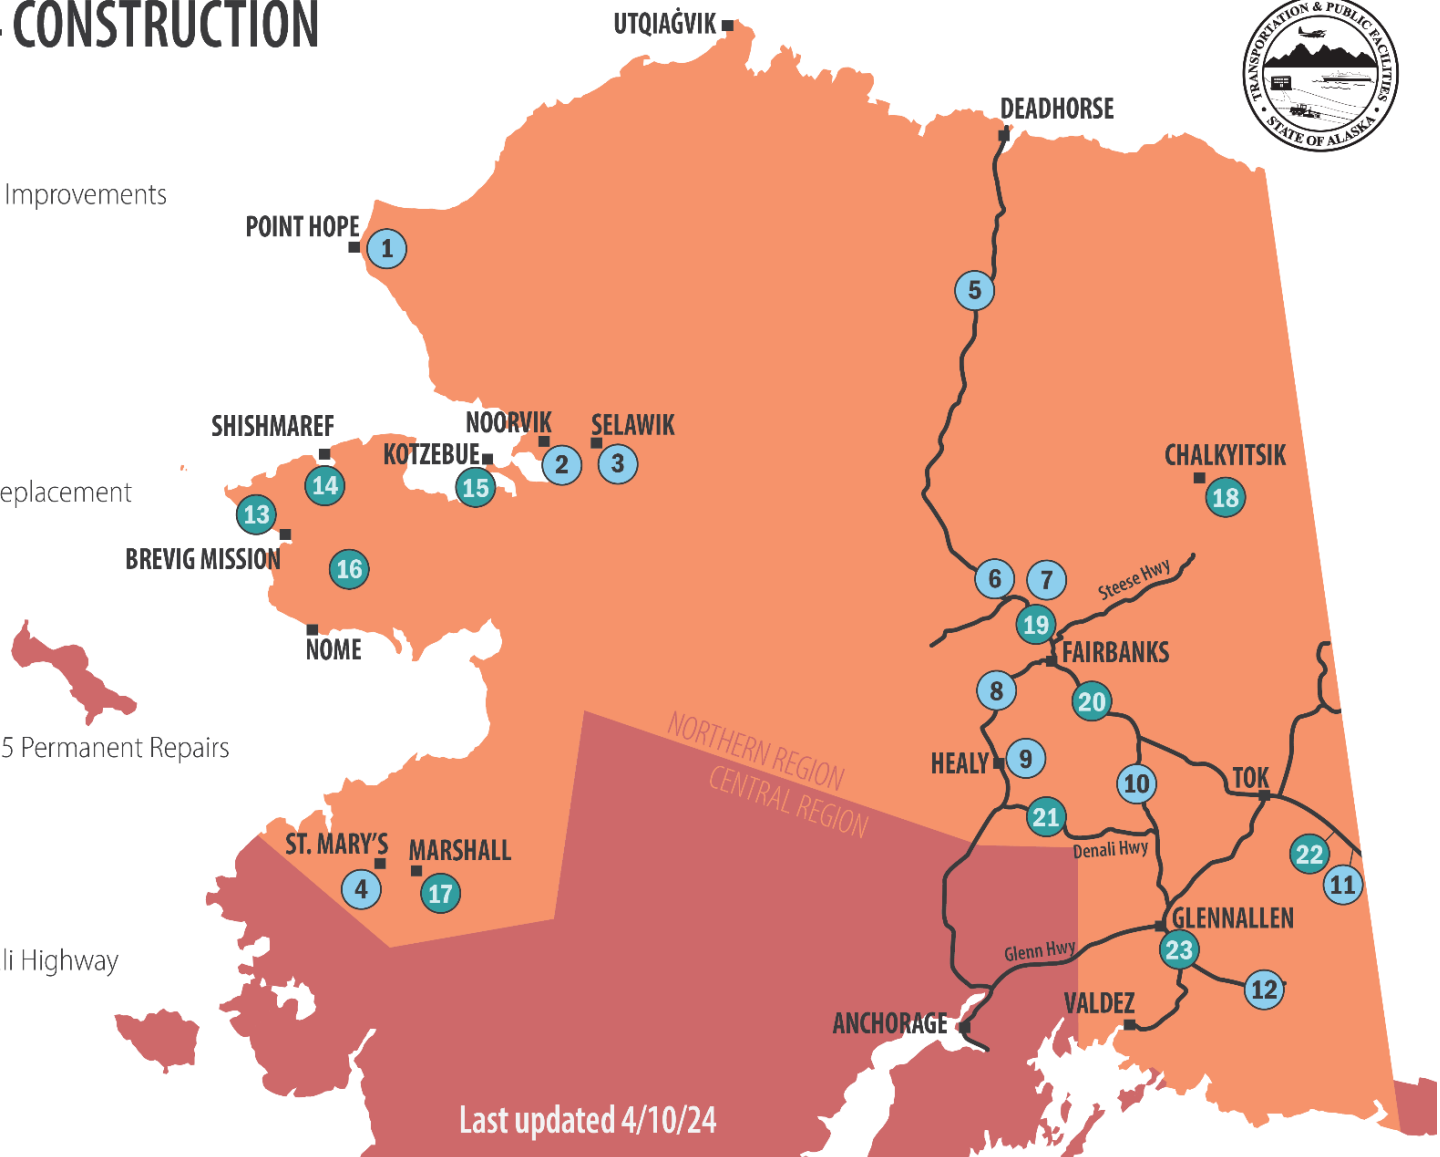 CONSTRUCTION
UTQIAĠVIK
TRANSPORTATION & PUBLIC FACILITIES
STATE OF ALASKA
DEADHORSE
Improvements
POINT HOPE
1
5
SHISHMAREF
NOORVIK
SELAWIK
KOTZEBUE
2
3
CHALKYITSIK
14
15
18
eplacement
13
BREVIG MISSION
16
6
7
Steese Hwy
19
NOME
FAIRBANKS
8
20
NORTHERN REGION
CENTRAL REGION
5 Permanent Repairs
HEALY
9
10
TOK
21
Denali Hwy
ST. MARY'S
MARSHALL
22
4
17
11
GLENNALLEN
li Highway
Glenn Hwy
23
12
VALDEZ
ANCHORAGE
Last updated 4/10/24